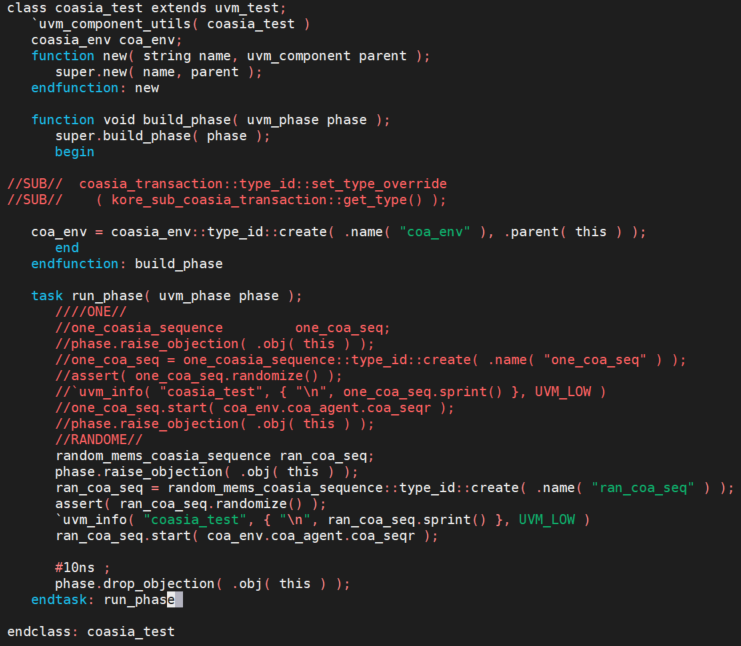 class coasia_test extends uvm_test;
   `uvm_component_utils( coasia_test )
   coasia_env coa_env;
   function new( string name, uvm_component parent );
      super.new( name, parent );
   endfunction: new

   function void build_phase( uvm_phase phase );
      super.build_phase( phase );
      begin

//SUB//  coasia_transaction::type_id::set_type_override
//SUB//    ( kore_sub_coasia_transaction::get_type() );

   coa_env = coasia_env::type_id::create( .name( "coa_env" ), .parent( this ) );
      end
   endfunction: build_phase

   task run_phase( uvm_phase phase );
      ////ONE//
      //one_coasia_sequence         one_coa_seq;
      //phase.raise_objection( .obj( this ) );
      //one_coa_seq = one_coasia_sequence::type_id::create( .name( "one_coa_seq" ) );
      //assert( one_coa_seq.randomize() );
      //`uvm_info( "coasia_test", { "\n", one_coa_seq.sprint() }, UVM_LOW )
      //one_coa_seq.start( coa_env.coa_agent.coa_seqr );
      //phase.raise_objection( .obj( this ) );
      //RANDOME//
      random_mems_coasia_sequence ran_coa_seq;
      phase.raise_objection( .obj( this ) );
      ran_coa_seq = random_mems_coasia_sequence::type_id::create( .name( "ran_coa_seq" ) );
      assert( ran_coa_seq.randomize() );
      `uvm_info( "coasia_test", { "\n", ran_coa_seq.sprint() }, UVM_LOW )
      ran_coa_seq.start( coa_env.coa_agent.coa_seqr );

      #10ns ;
      phase.drop_objection( .obj( this ) );
   endtask: run_phase

endclass: coasia_test